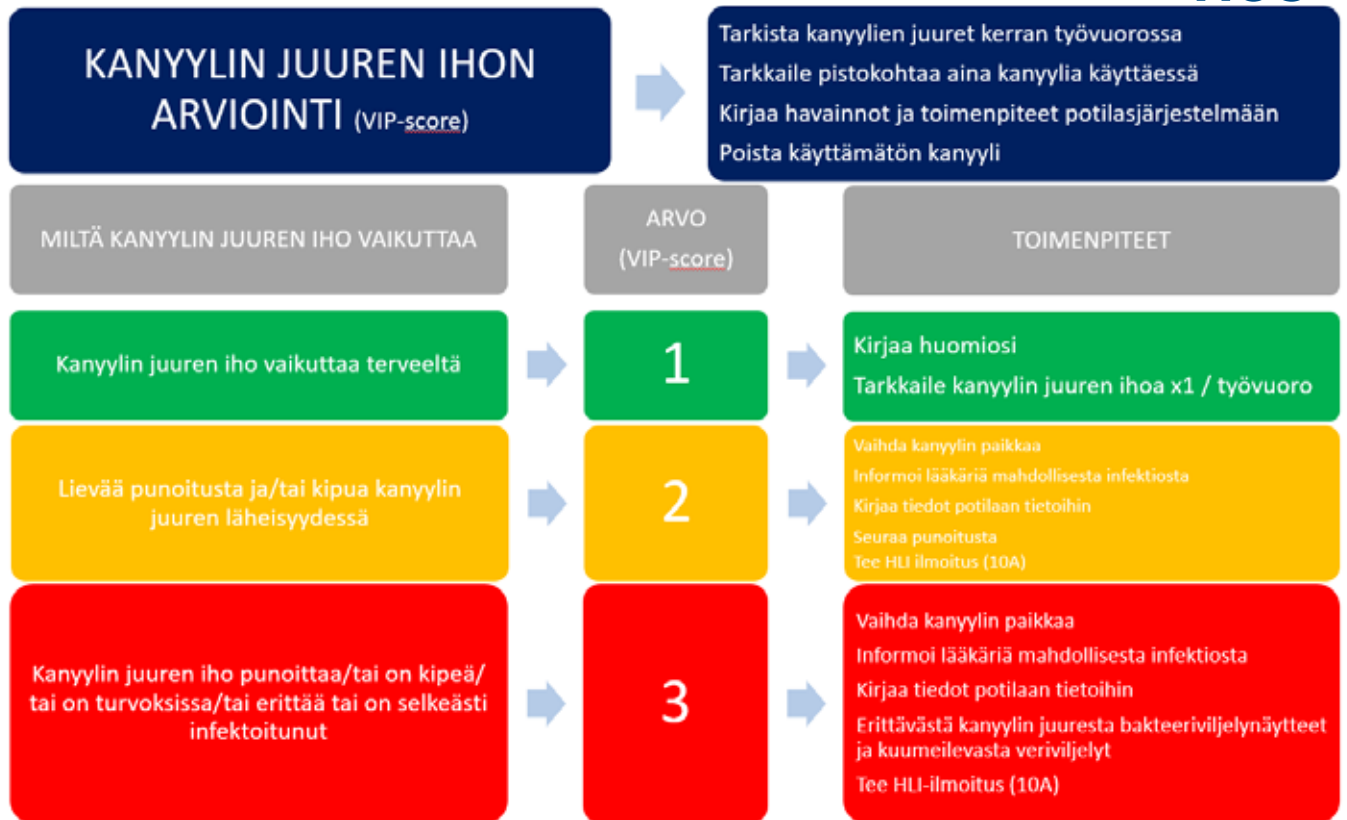 KANYYLIN JUUREN IHON
ARVIOINTI (VIP-score)
Tarkista kanyylien juuret kerran työvuorossa
Tarkkaile pistokohtaa aina kanyylia käyttäessä
Kirjaa havainnot ja toimenpiteet potilasjärjestelmään
Poista käyttämätön kanyyli
MILTÄ KANYYLIN JUUREN IHO VAIKUTTAA
ARVO
(VIP-score)
TOIMENPITEET
Kanyylin juuren iho vaikuttaa terveeltä
1
Kirjaa huomiosi
Tarkkaile kanyylin juuren ihoa x1 / työvuoro
Lievää punoitusta ja/tai kipua kanyylin
juuren läheisyydessä
2
Vaihda kanyylin paikkaa
Informoi lääkäriä mahdollisesta infektiosta
Kirjaa tiedot potilaan tietoihin
Seuraa punoitusta
Tee HLI ilmoitus (10A)
Kanyylin juuren iho punoittaa/tai on kipeä/
tai on turvoksissa/tai erittää tai on selkeästi
infektoitunut
3
Vaihda kanyylin paikkaa
Informoi lääkäriä mahdollisesta infektiosta
Kirjaa tiedot potilaan tietoihin
Erittävästä kanyylin juuresta bakteeriviljelynäytteet
ja kuumeilevasta veriviljelyt
Tee HLI-ilmoitus (10A)